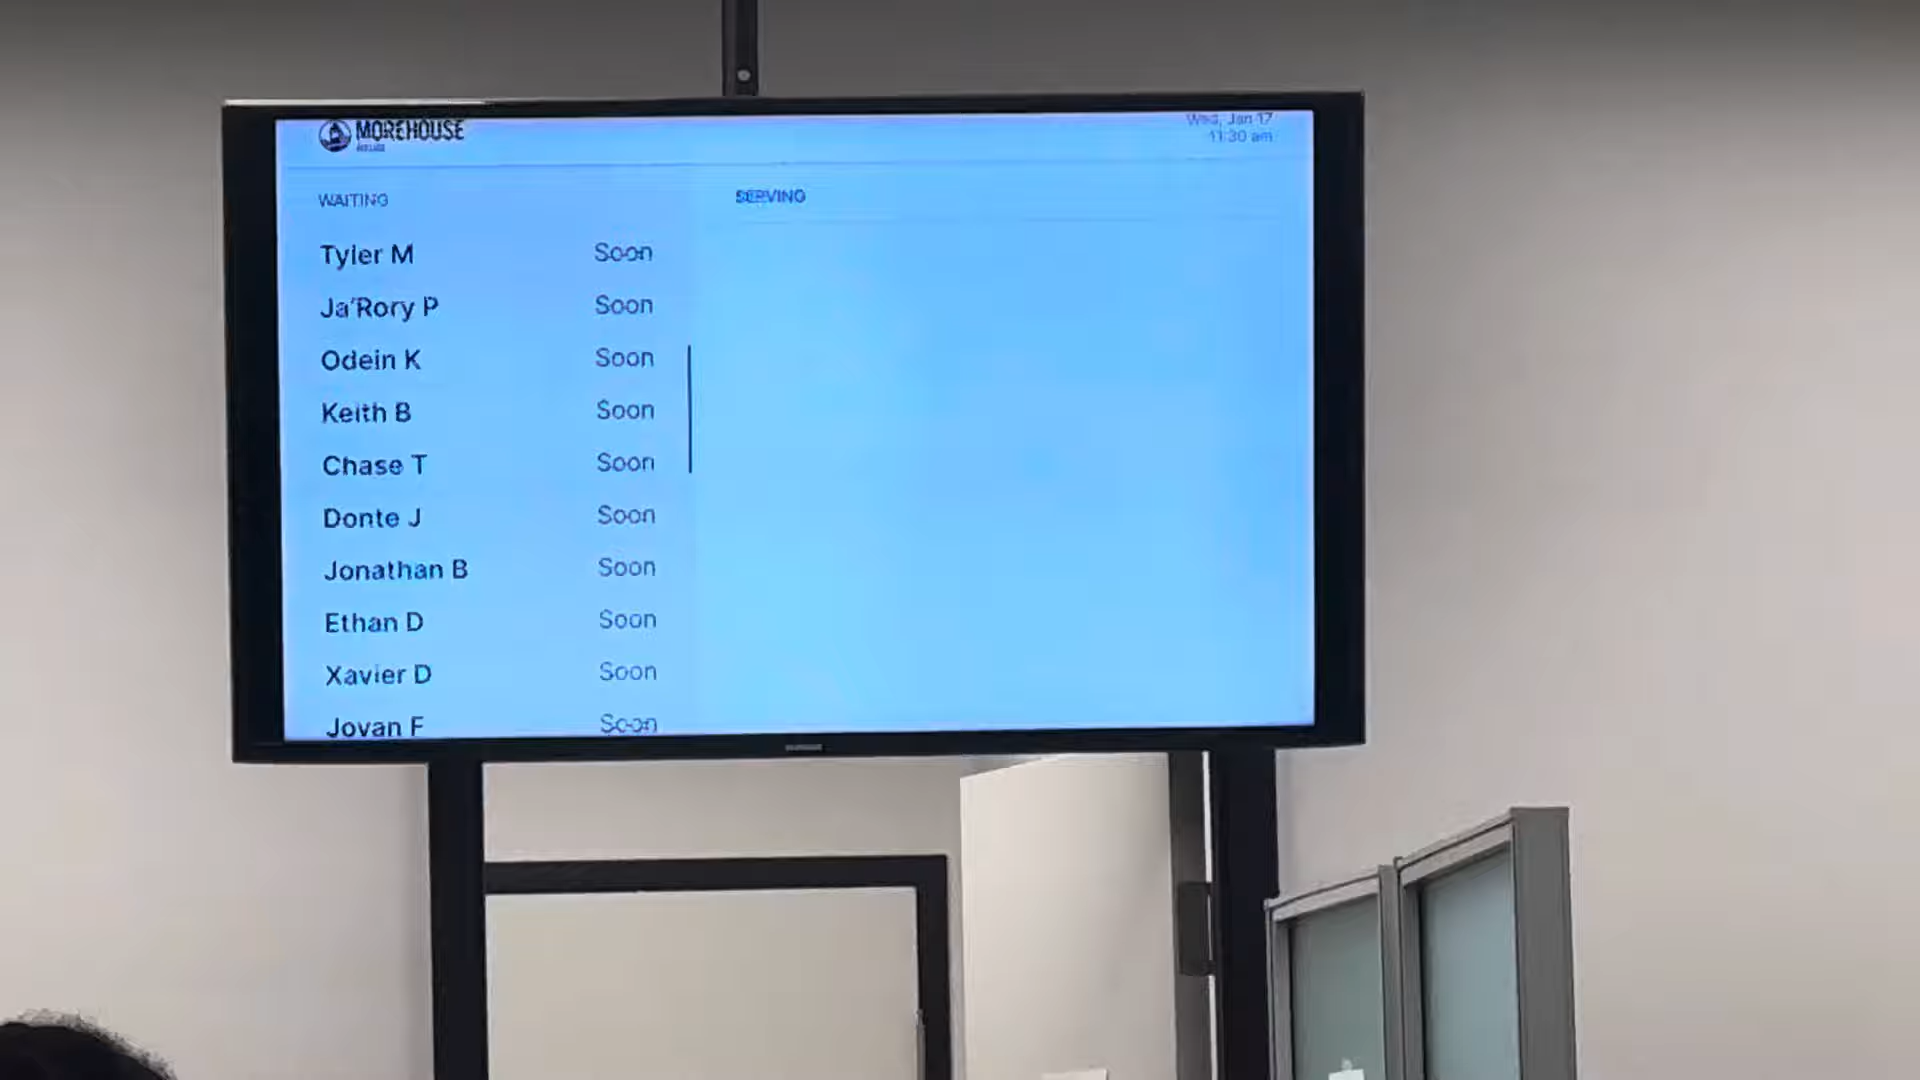 MOREHOUSE
Wed, Jan 17
11:30 am
WAITING
SERVING
Tyler M Soon
Ja'Rory P Soon
Odein K Soon
Keith B Soon
Chase T Soon
Donte J Soon
Jonathan B Soon
Ethan D Soon
Xavier D Soon
Jovan F Soon